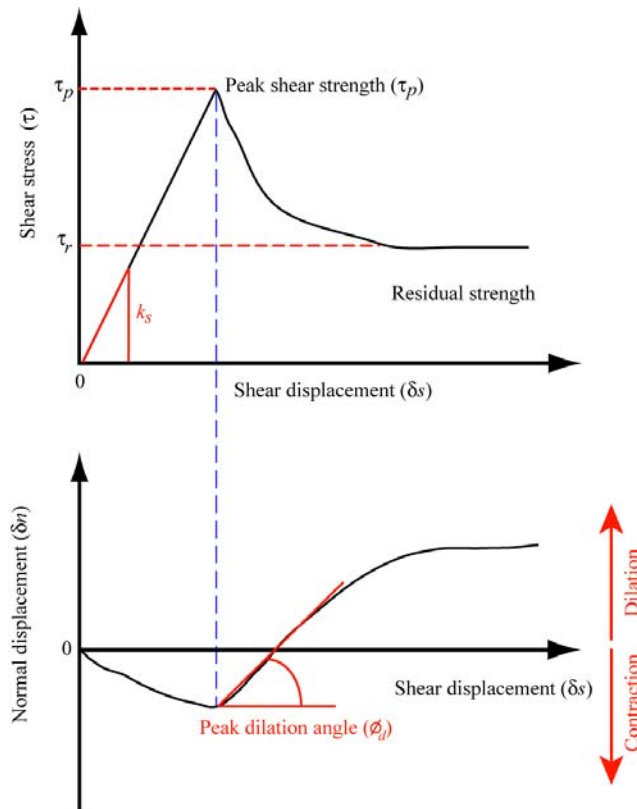 τp
Peak shear strength (τp)
Shear stress (τ)
τr
Residual strength
ks
0
Shear displacement (δs)
Normal displacement (δn)
0
Shear displacement (δs)
Peak dilation angle (Ød)
Dilation
Contraction